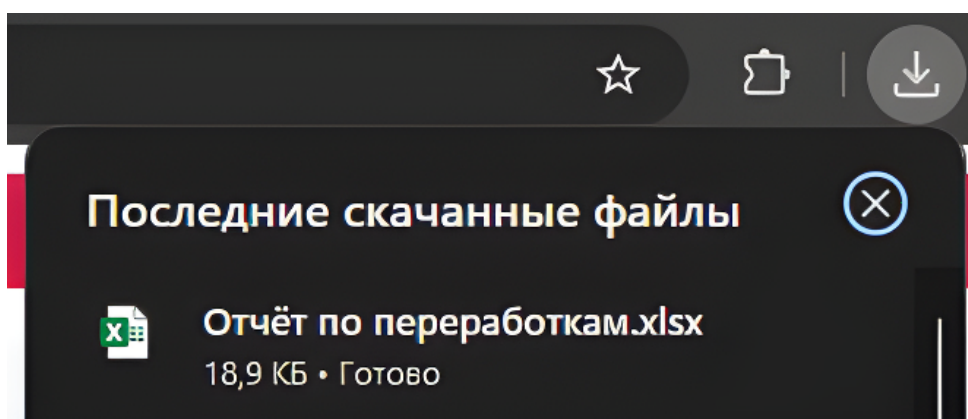 Последние скачанные файлы
Отчёт по переработкам.xlsx
18,9 КБ • Готово